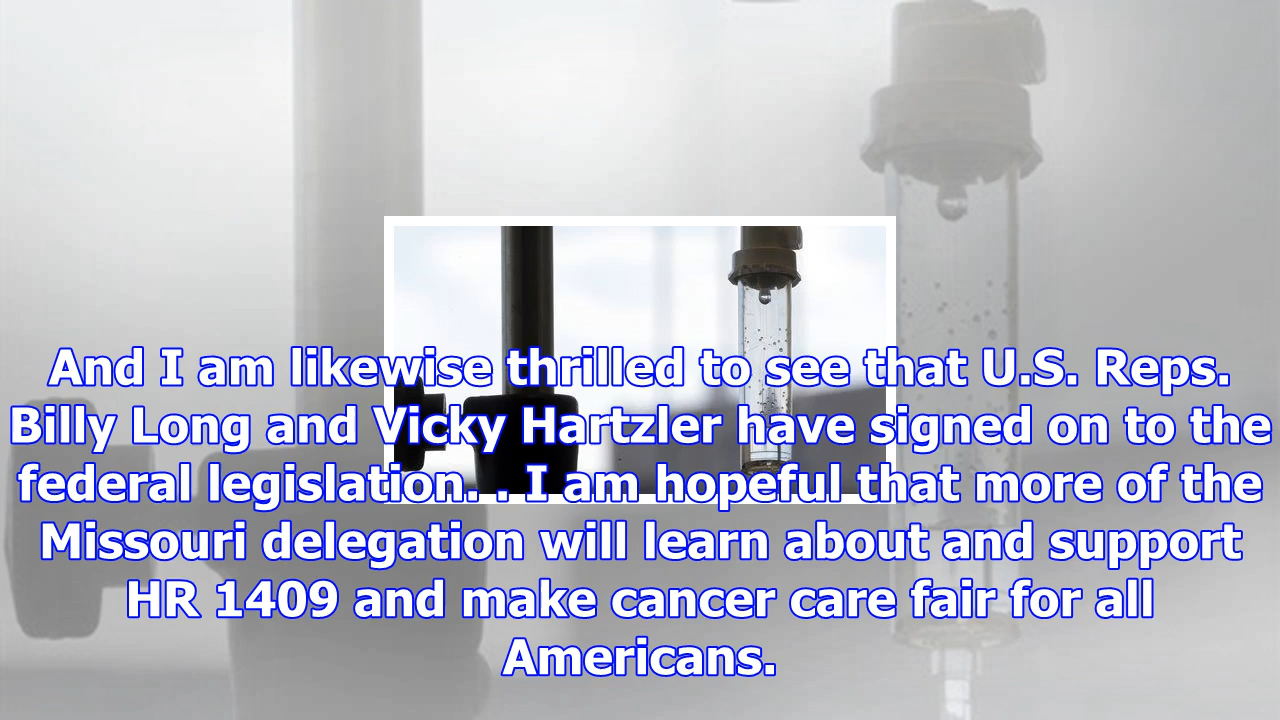 And I am likewise thrilled to see that U.S. Reps.
Billy Long and Vicky Hartzler have signed on to the
federal legislation. . I am hopeful that more of the
Missouri delegation will learn about and support
HR 1409 and make cancer care fair for all
Americans.